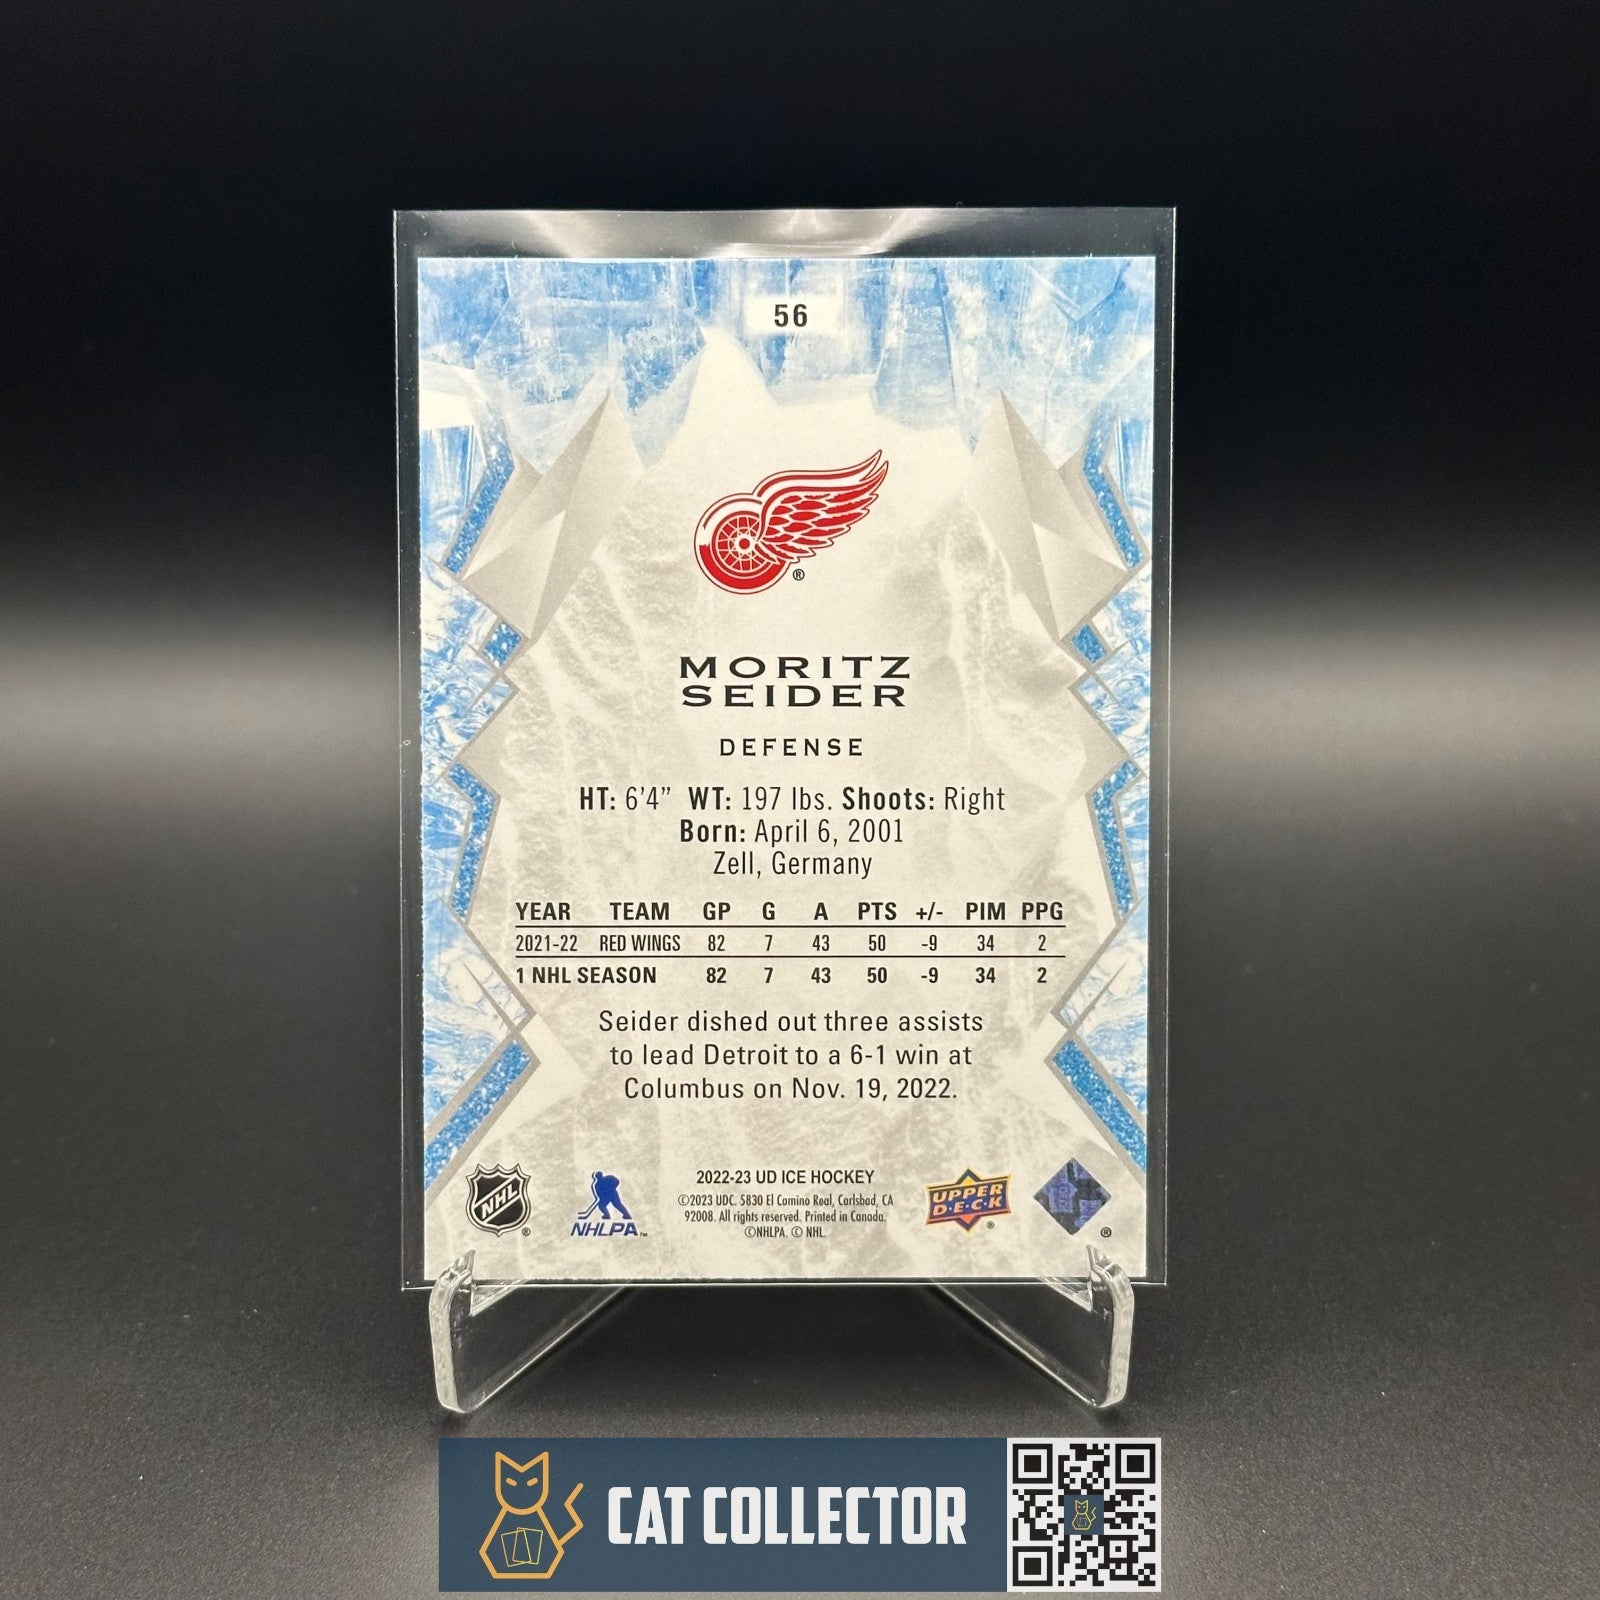 56
®
MORITZ
SEIDER
DEFENSE
HT: 6'4" WT: 197 lbs. Shoots: Right
Born: April 6, 2001
Zell, Germany
YEAR TEAM GP G A PTS +/- PIM PPG
2021-22 RED WINGS 82 7 43 50 -9 34 2
1 NHL SEASON 82 7 43 50 -9 34 2
Seider dished out three assists
to lead Detroit to a 6-1 win at
Columbus on Nov. 19, 2022.
NHL ®
NHLPA™
2022-23 UD ICE HOCKEY
©2023 UDC. 5830 El Camino Real, Carlsbad, CA
92008. All rights reserved. Printed in Canada.
©NHLPA. © NHL.
UPPER
D·E·C·K ®
®
CAT COLLECTOR